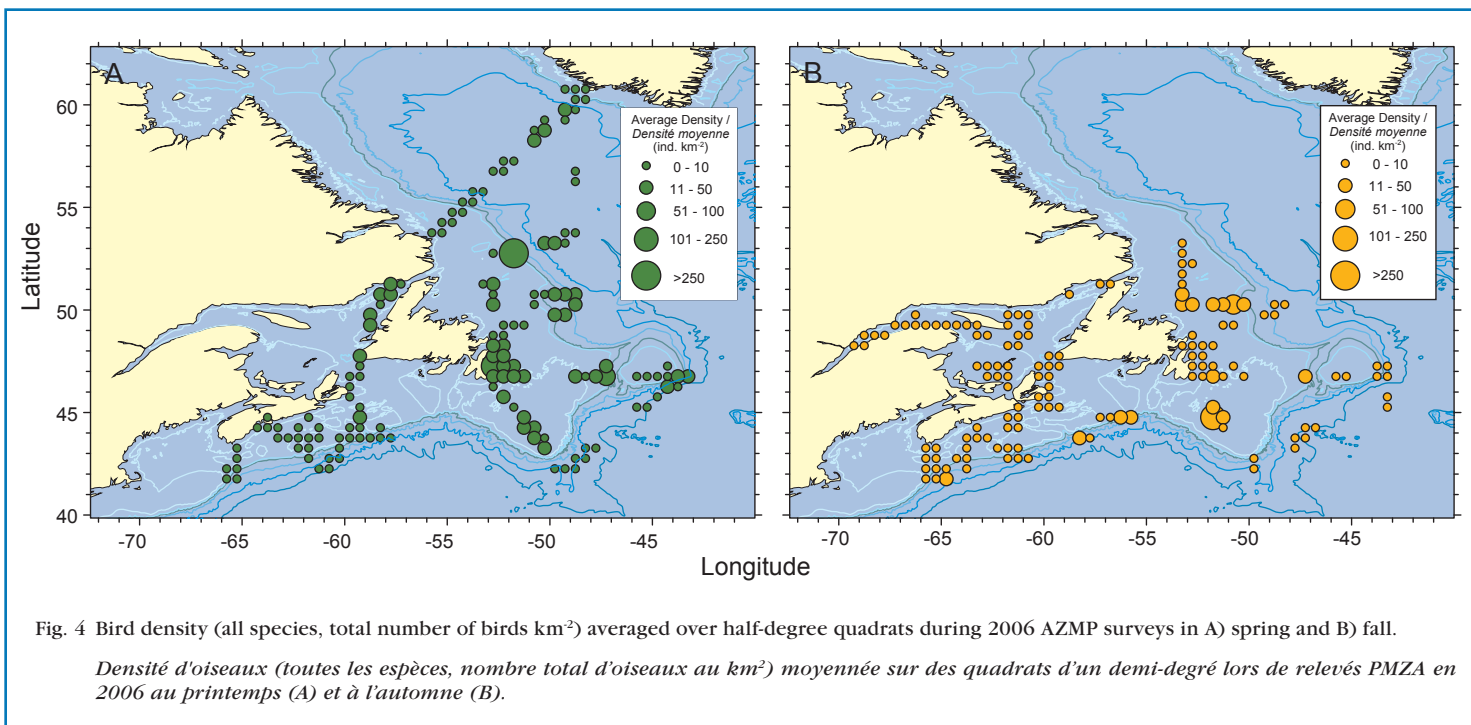 A
B
Latitude
60
55
50
45
40
-70
-65
-60
-55
-50
-45
-70
-65
-60
-55
-50
-45
Longitude
Average Density /
Densité moyenne
(ind. km-2)
0 - 10
11 - 50
51 - 100
101 - 250
>250
Average Density /
Densité moyenne
(ind. km-2)
0 - 10
11 - 50
51 - 100
101 - 250
>250
Fig. 4 Bird density (all species, total number of birds km-2) averaged over half-degree quadrats during 2006 AZMP surveys in A) spring and B) fall.
Densité d'oiseaux (toutes les espèces, nombre total d'oiseaux au km2) moyennée sur des quadrats d'un demi-degré lors de relevés PMZA en
2006 au printemps (A) et à l'automne (B).